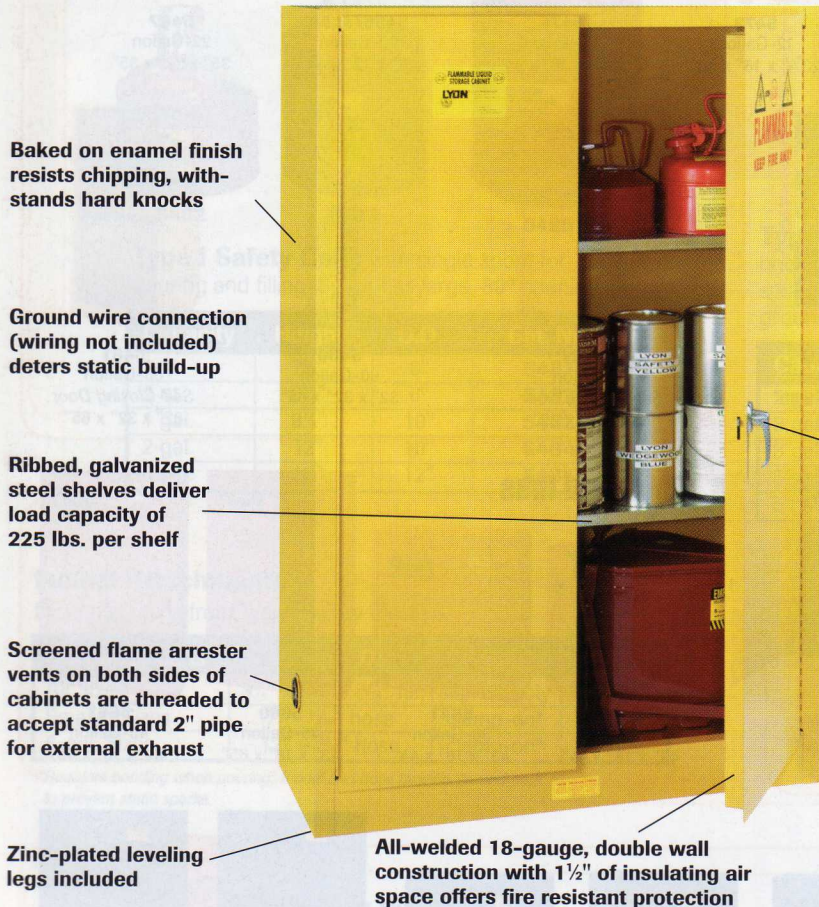 Baked on enamel finish
resists chipping, with-
stands hard knocks
Ground wire connection
(wiring not included)
deters static build-up
Ribbed, galvanized
steel shelves deliver
load capacity of
225 lbs. per shelf
Screened flame arrester
vents on both sides of
cabinets are threaded to
accept standard 2" pipe
for external exhaust
Zinc-plated leveling
legs included
All-welded 18-gauge, double wall
construction with 1½" of insulating air
space offers fire resistant protection
FLAMMABLE LIQUID
STORAGE CABINET
LYON
FLAMMABLE
KEEP FIRE AWAY
LYON
SAFETY
YELLOW
LYON
WEDGEWOOD
BLUE